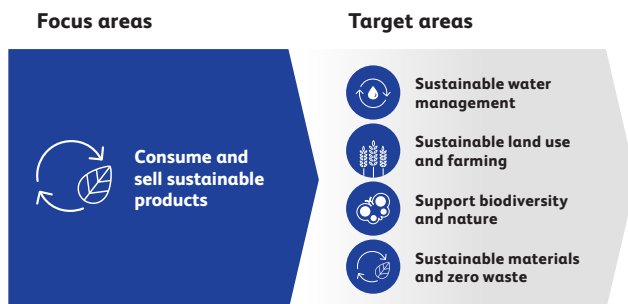 Focus areas
Target areas
Consume and
sell sustainable
products
Sustainable water
management
Sustainable land use
and farming
Support biodiversity
and nature
Sustainable materials
and zero waste